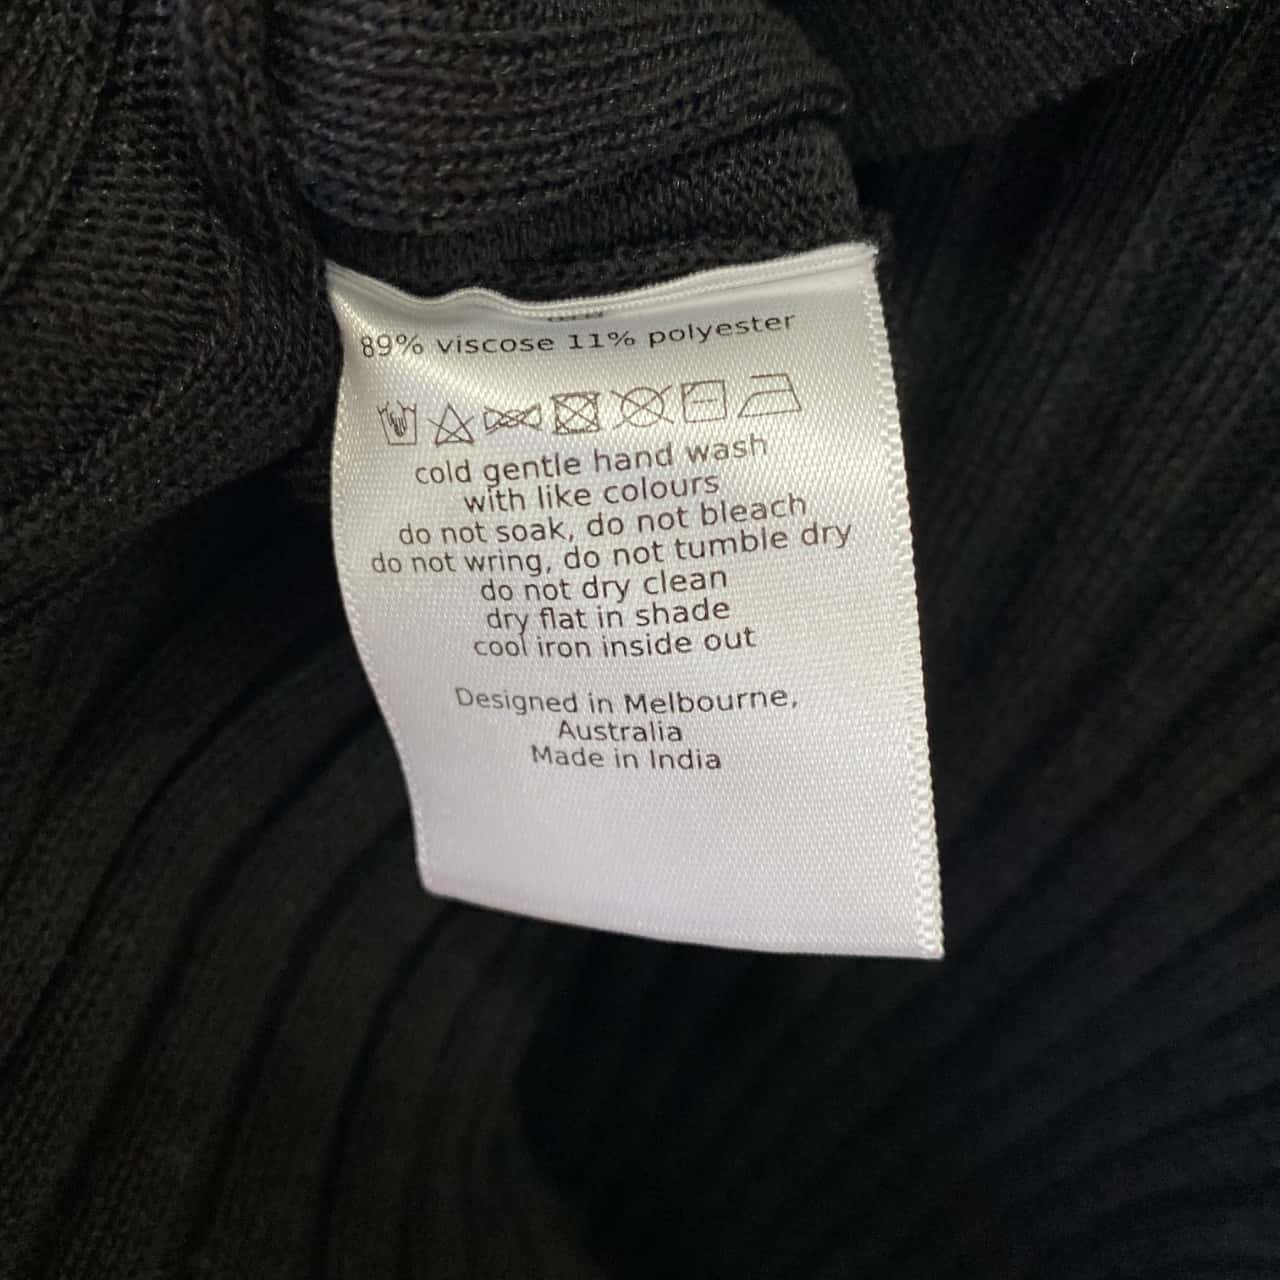 89% viscose 11% polyester
cold gentle hand wash
with like colours
do not soak, do not bleach
do not wring, do not tumble dry
do not dry clean
dry flat in shade
cool iron inside out
Designed in Melbourne,
Australia
Made in India